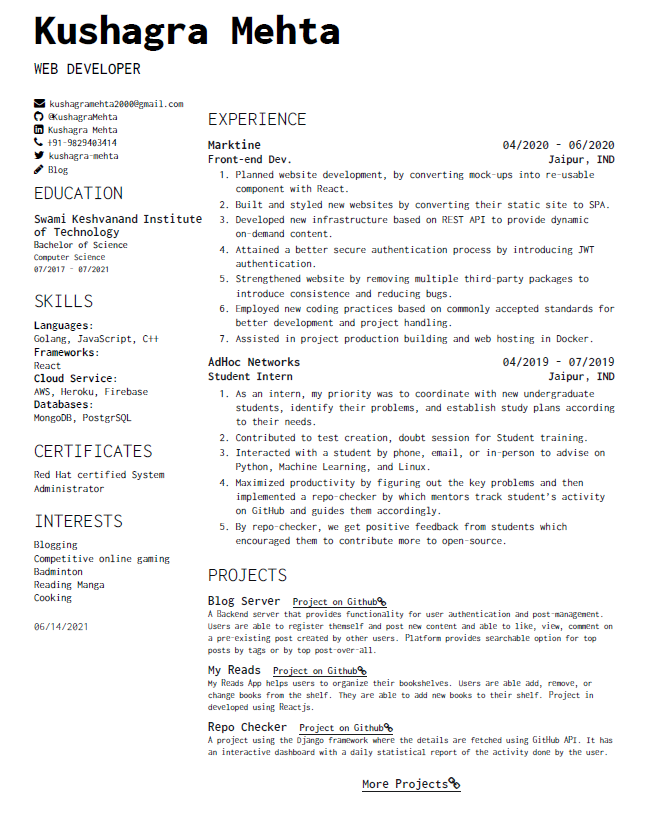 Kushagra Mehta
WEB DEVELOPER
kushagramehta2000@gmail.com
@KushagraMehta
Kushagra Mehta
+91-9829403414
kushagra-mehta
Blog
EDUCATION
Swami Keshvanand Institute
of Technology
Bachelor of Science
Computer Science
07/2017 - 07/2021
SKILLS
Languages:
Golang, JavaScript, C++
Frameworks:
React
Cloud Service:
AWS, Heroku, Firebase
Databases:
MongoDB, PostgrSQL
CERTIFICATES
Red Hat certified System
Administrator
INTERESTS
Blogging
Competitive online gaming
Badminton
Reading Manga
Cooking
06/14/2021
EXPERIENCE
Marktine 04/2020 - 06/2020
Front-end Dev. Jaipur, IND
1. Planned website development, by converting mock-ups into re-usable
component with React.
2. Built and styled new websites by converting their static site to SPA.
3. Developed new infrastructure based on REST API to provide dynamic
on-demand content.
4. Attained a better secure authentication process by introducing JWT
authentication.
5. Strengthened website by removing multiple third-party packages to
introduce consistence and reducing bugs.
6. Employed new coding practices based on commonly accepted standards for
better development and project handling.
7. Assisted in project production building and web hosting in Docker.
AdHoc Networks 04/2019 - 07/2019
Student Intern Jaipur, IND
1. As an intern, my priority was to coordinate with new undergraduate
students, identify their problems, and establish study plans according
to their needs.
2. Contributed to test creation, doubt session for Student training.
3. Interacted with a student by phone, email, or in-person to advise on
Python, Machine Learning, and Linux.
4. Maximized productivity by figuring out the key problems and then
implemented a repo-checker by which mentors track student's activity
on GitHub and guides them accordingly.
5. By repo-checker, we get positive feedback from students which
encouraged them to contribute more to open-source.
PROJECTS
Blog Server Project on Github
A Backend server that provides functionality for user authentication and post-management.
Users are able to register themself and post new content and able to like, view, comment on
a pre-existing post created by other users. Platform provides searchable option for top
posts by tags or by top post-over-all.
My Reads Project on Github
My Reads App helps users to organize their bookshelves. Users are able add, remove, or
change books from the shelf. They are able to add new books to their shelf. Project in
developed using Reactjs.
Repo Checker Project on Github
A project using the Django framework where the details are fetched using GitHub API. It has
an interactive dashboard with a daily statistical report of the activity done by the user.
More Projects